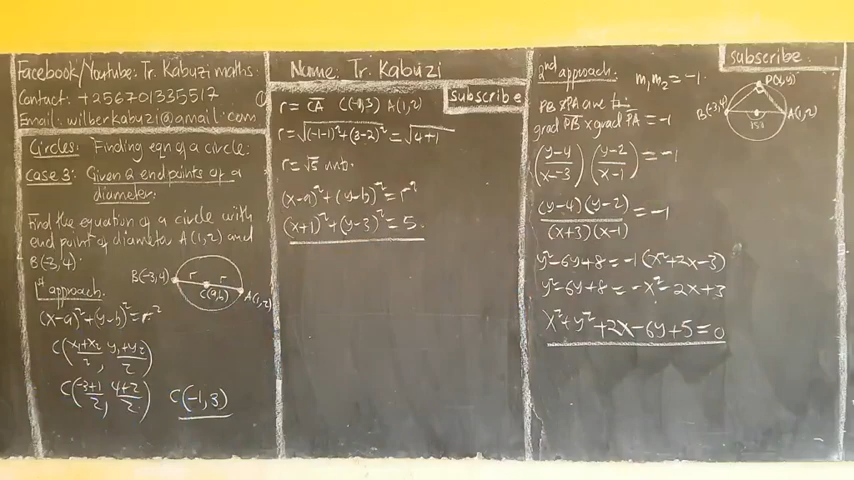 Facebook/Youtube: Tr. Kabuzi maths.
Contact: +256701335517
Email: wilberkabuzi@gmail.com
Circles: Finding eqn of a circle:
Case 3: Given 2 endpoints of a
diameter.
Find the equation of a circle with
end point of diameter A(1,2) and
B(-3,4)
1st approach.
B(-3,4) r r
C(a,b) A(1,2)
(x-a)²+(y-b)²=r²
C(x₁+x₂/2, y₁+y₂/2)
C(-3+1/2, 4+2/2) C(-1,3)
Name: Tr. Kabuzi
subscribe
r = CA C(-1,3) A(1,2)
r=√(-1-1)²+(3-2)² = √4+1
r=√5 units.
(x-a)²+(y-b)²=r²
(x+1)²+(y-3)²=5.
subscribe
2nd approach. m₁m₂=-1.
P(x,y)
B(-3,4) A(1,2)
PB & PA are
grad PB × grad PA = -1
(y-4/x--3)(y-2/x-1)=-1
(y-4)(y-2)/(x+3)(x-1)=-1
y²-6y+8=-1(x²+2x-3)
y²-6y+8=-x²-2x+3
x²+y²+2x-6y+5=0